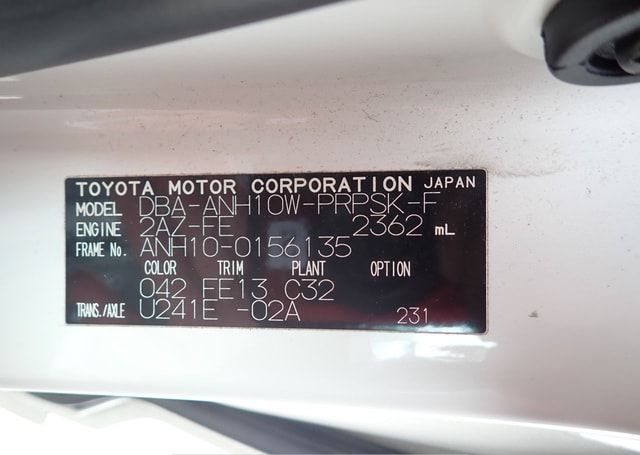 TOYOTA MOTOR CORPORATION JAPAN
MODEL DBA-ANH10W-PRPSK-F
ENGINE 2AZ-FE 2362 mL
FRAME No. ANH10-0156135
COLOR TRIM PLANT OPTION
042 EE13 C32
TRANS./AXLE U241E -02A 231